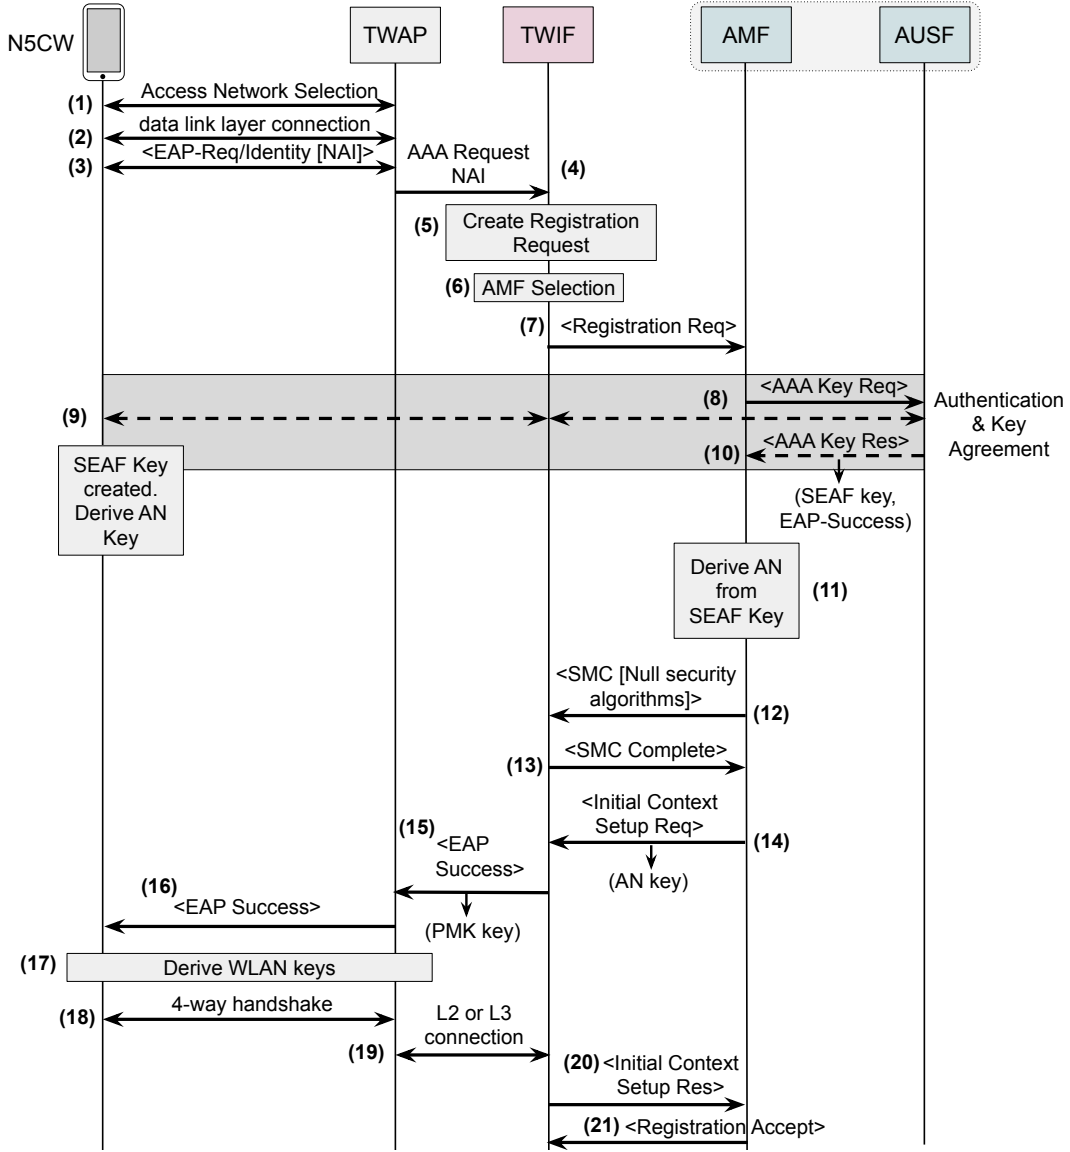 N5CW
TWAP
TWIF
AMF
AUSF
(1)
Access Network Selection
(2)
data link layer connection
(3)
<EAP-Req/Identity [NAI]>
AAA Request
NAI
(4)
(5)
Create Registration
Request
(6)
AMF Selection
(7)
<Registration Req>
(8)
<AAA Key Req>
(9)
Authentication
& Key
Agreement
(10)
<AAA Key Res>
SEAF Key
created.
Derive AN
Key
(SEAF key,
EAP-Success)
Derive AN
from
SEAF Key
(11)
<SMC [Null security
algorithms]>
(12)
(13)
<SMC Complete>
<Initial Context
Setup Req>
(14)
(AN key)
(15)
<EAP
Success>
(PMK key)
(16)
<EAP Success>
(17)
Derive WLAN keys
(18)
4-way handshake
L2 or L3
connection
(19)
(20) <Initial Context
Setup Res>
(21) <Registration Accept>